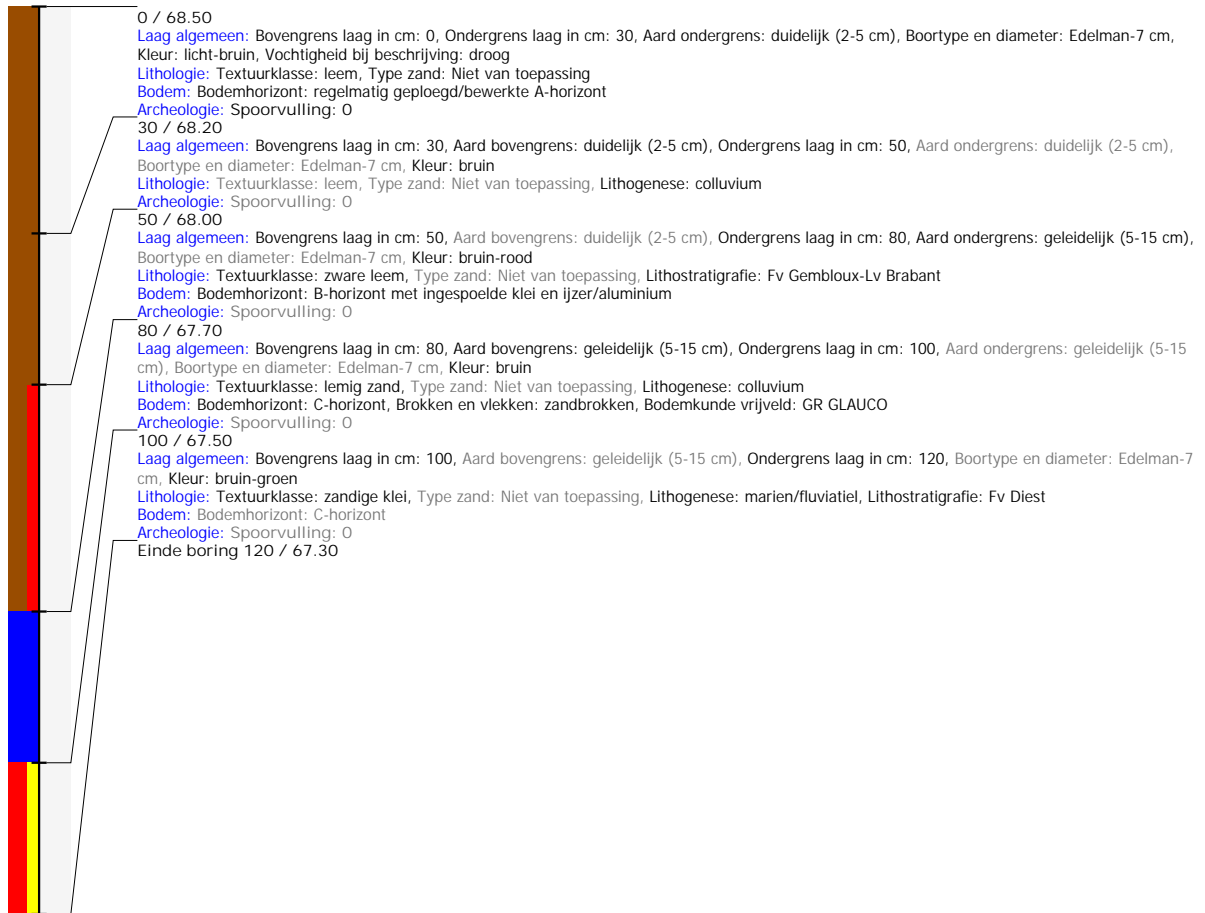 0 / 68.50
Laag algemeen: Bovengrens laag in cm: 0, Ondergrens laag in cm: 30, Aard ondergrens: duidelijk (2-5 cm), Boortype en diameter: Edelman-7 cm,
Kleur: licht-bruin, Vochtigheid bij beschrijving: droog
Lithologie: Textuurklasse: leem, Type zand: Niet van toepassing
Bodem: Bodemhorizont: regelmatig geploegd/bewerkte A-horizont
Archeologie: Spoorvulling: 0
30 / 68.20
Laag algemeen: Bovengrens laag in cm: 30, Aard bovengrens: duidelijk (2-5 cm), Ondergrens laag in cm: 50, Aard ondergrens: duidelijk (2-5 cm),
Boortype en diameter: Edelman-7 cm, Kleur: bruin
Lithologie: Textuurklasse: leem, Type zand: Niet van toepassing, Lithogenese: colluvium
Archeologie: Spoorvulling: 0
50 / 68.00
Laag algemeen: Bovengrens laag in cm: 50, Aard bovengrens: duidelijk (2-5 cm), Ondergrens laag in cm: 80, Aard ondergrens: geleidelijk (5-15 cm),
Boortype en diameter: Edelman-7 cm, Kleur: bruin-rood
Lithologie: Textuurklasse: zware leem, Type zand: Niet van toepassing, Lithostratigrafie: Fv Gembloux-Lv Brabant
Bodem: Bodemhorizont: B-horizont met ingespoelde klei en ijzer/aluminium
Archeologie: Spoorvulling: 0
80 / 67.70
Laag algemeen: Bovengrens laag in cm: 80, Aard bovengrens: geleidelijk (5-15 cm), Ondergrens laag in cm: 100, Aard ondergrens: geleidelijk (5-15
cm), Boortype en diameter: Edelman-7 cm, Kleur: bruin
Lithologie: Textuurklasse: lemig zand, Type zand: Niet van toepassing, Lithogenese: colluvium
Bodem: Bodemhorizont: C-horizont, Brokken en vlekken: zandbrokken, Bodemkunde vrijveld: GR GLAUCO
Archeologie: Spoorvulling: 0
100 / 67.50
Laag algemeen: Bovengrens laag in cm: 100, Aard bovengrens: geleidelijk (5-15 cm), Ondergrens laag in cm: 120, Boortype en diameter: Edelman-7
cm, Kleur: bruin-groen
Lithologie: Textuurklasse: zandige klei, Type zand: Niet van toepassing, Lithogenese: marien/fluviatiel, Lithostratigrafie: Fv Diest
Bodem: Bodemhorizont: C-horizont
Archeologie: Spoorvulling: 0
Einde boring 120 / 67.30